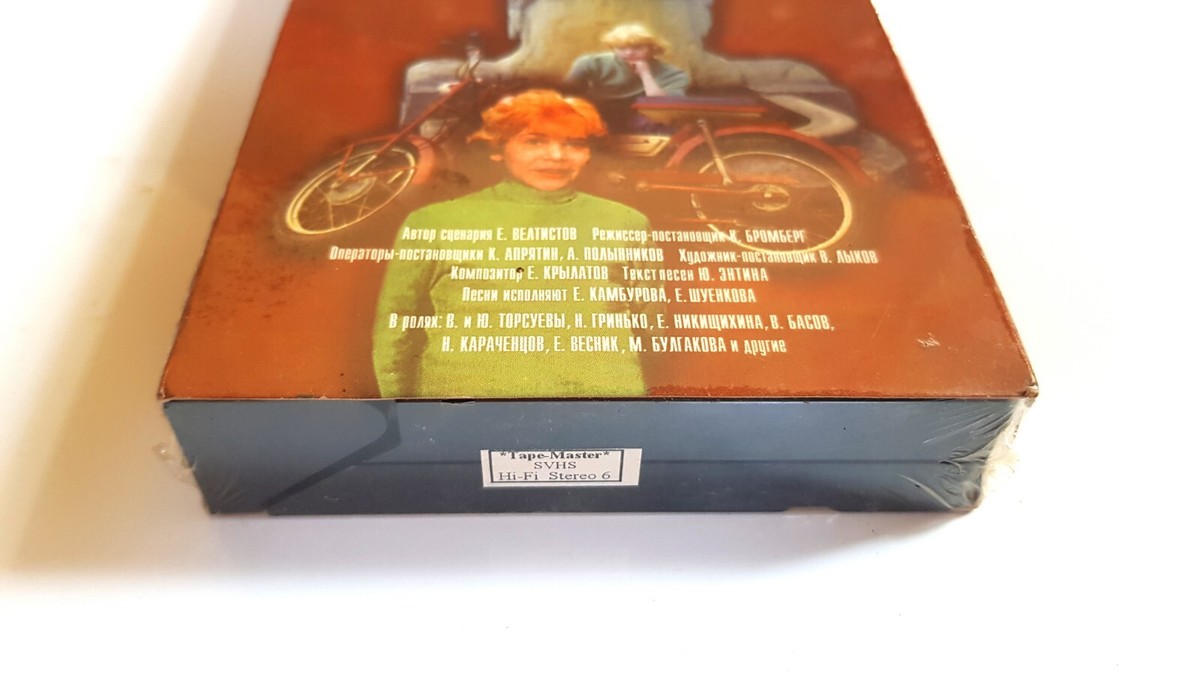 Автор сценария Е. ВЕЛТИСТОВ Режиссер-постановщик К. БРОМБЕРГ
Операторы-постановщики К. АПРЯТИН, А. ПОЛЫННИКОВ Художник-постановщик В. ЛЫКОВ
Композитор Е. КРЫЛАТОВ Текст песен Ю. ЭНТИНА
Песни исполняют Е. КАМБУРОВА, Е. ШУЕНКОВА
В ролях: В. и Ю. ТОРСУЕВЫ, Н. ГРИНЬКО, Е. НИКИЩИХИНА, В. БАСОВ,
Н. КАРАЧЕНЦОВ, Е. ВЕСНИК, М. БУЛГАКОВА и другие
*Tape-Master*
SVHS
Hi-Fi Stereo 6